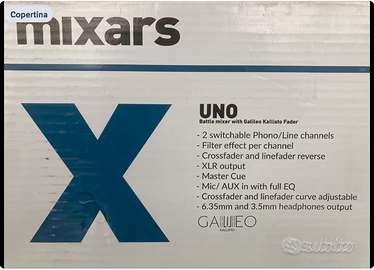 Copertina
mixars
X
UNO
Battle mixer with Galileo Kallisto Fader
- 2 switchable Phono/Line channels
- Filter effect per channel
- Crossfader and linefader reverse
- XLR output
- Master Cue
- Mic/ AUX in with full EQ
- Crossfader and linefader curve adjustable
- 6.35mm and 3.5mm headphones output
GALILEO
KALLISTO
subito